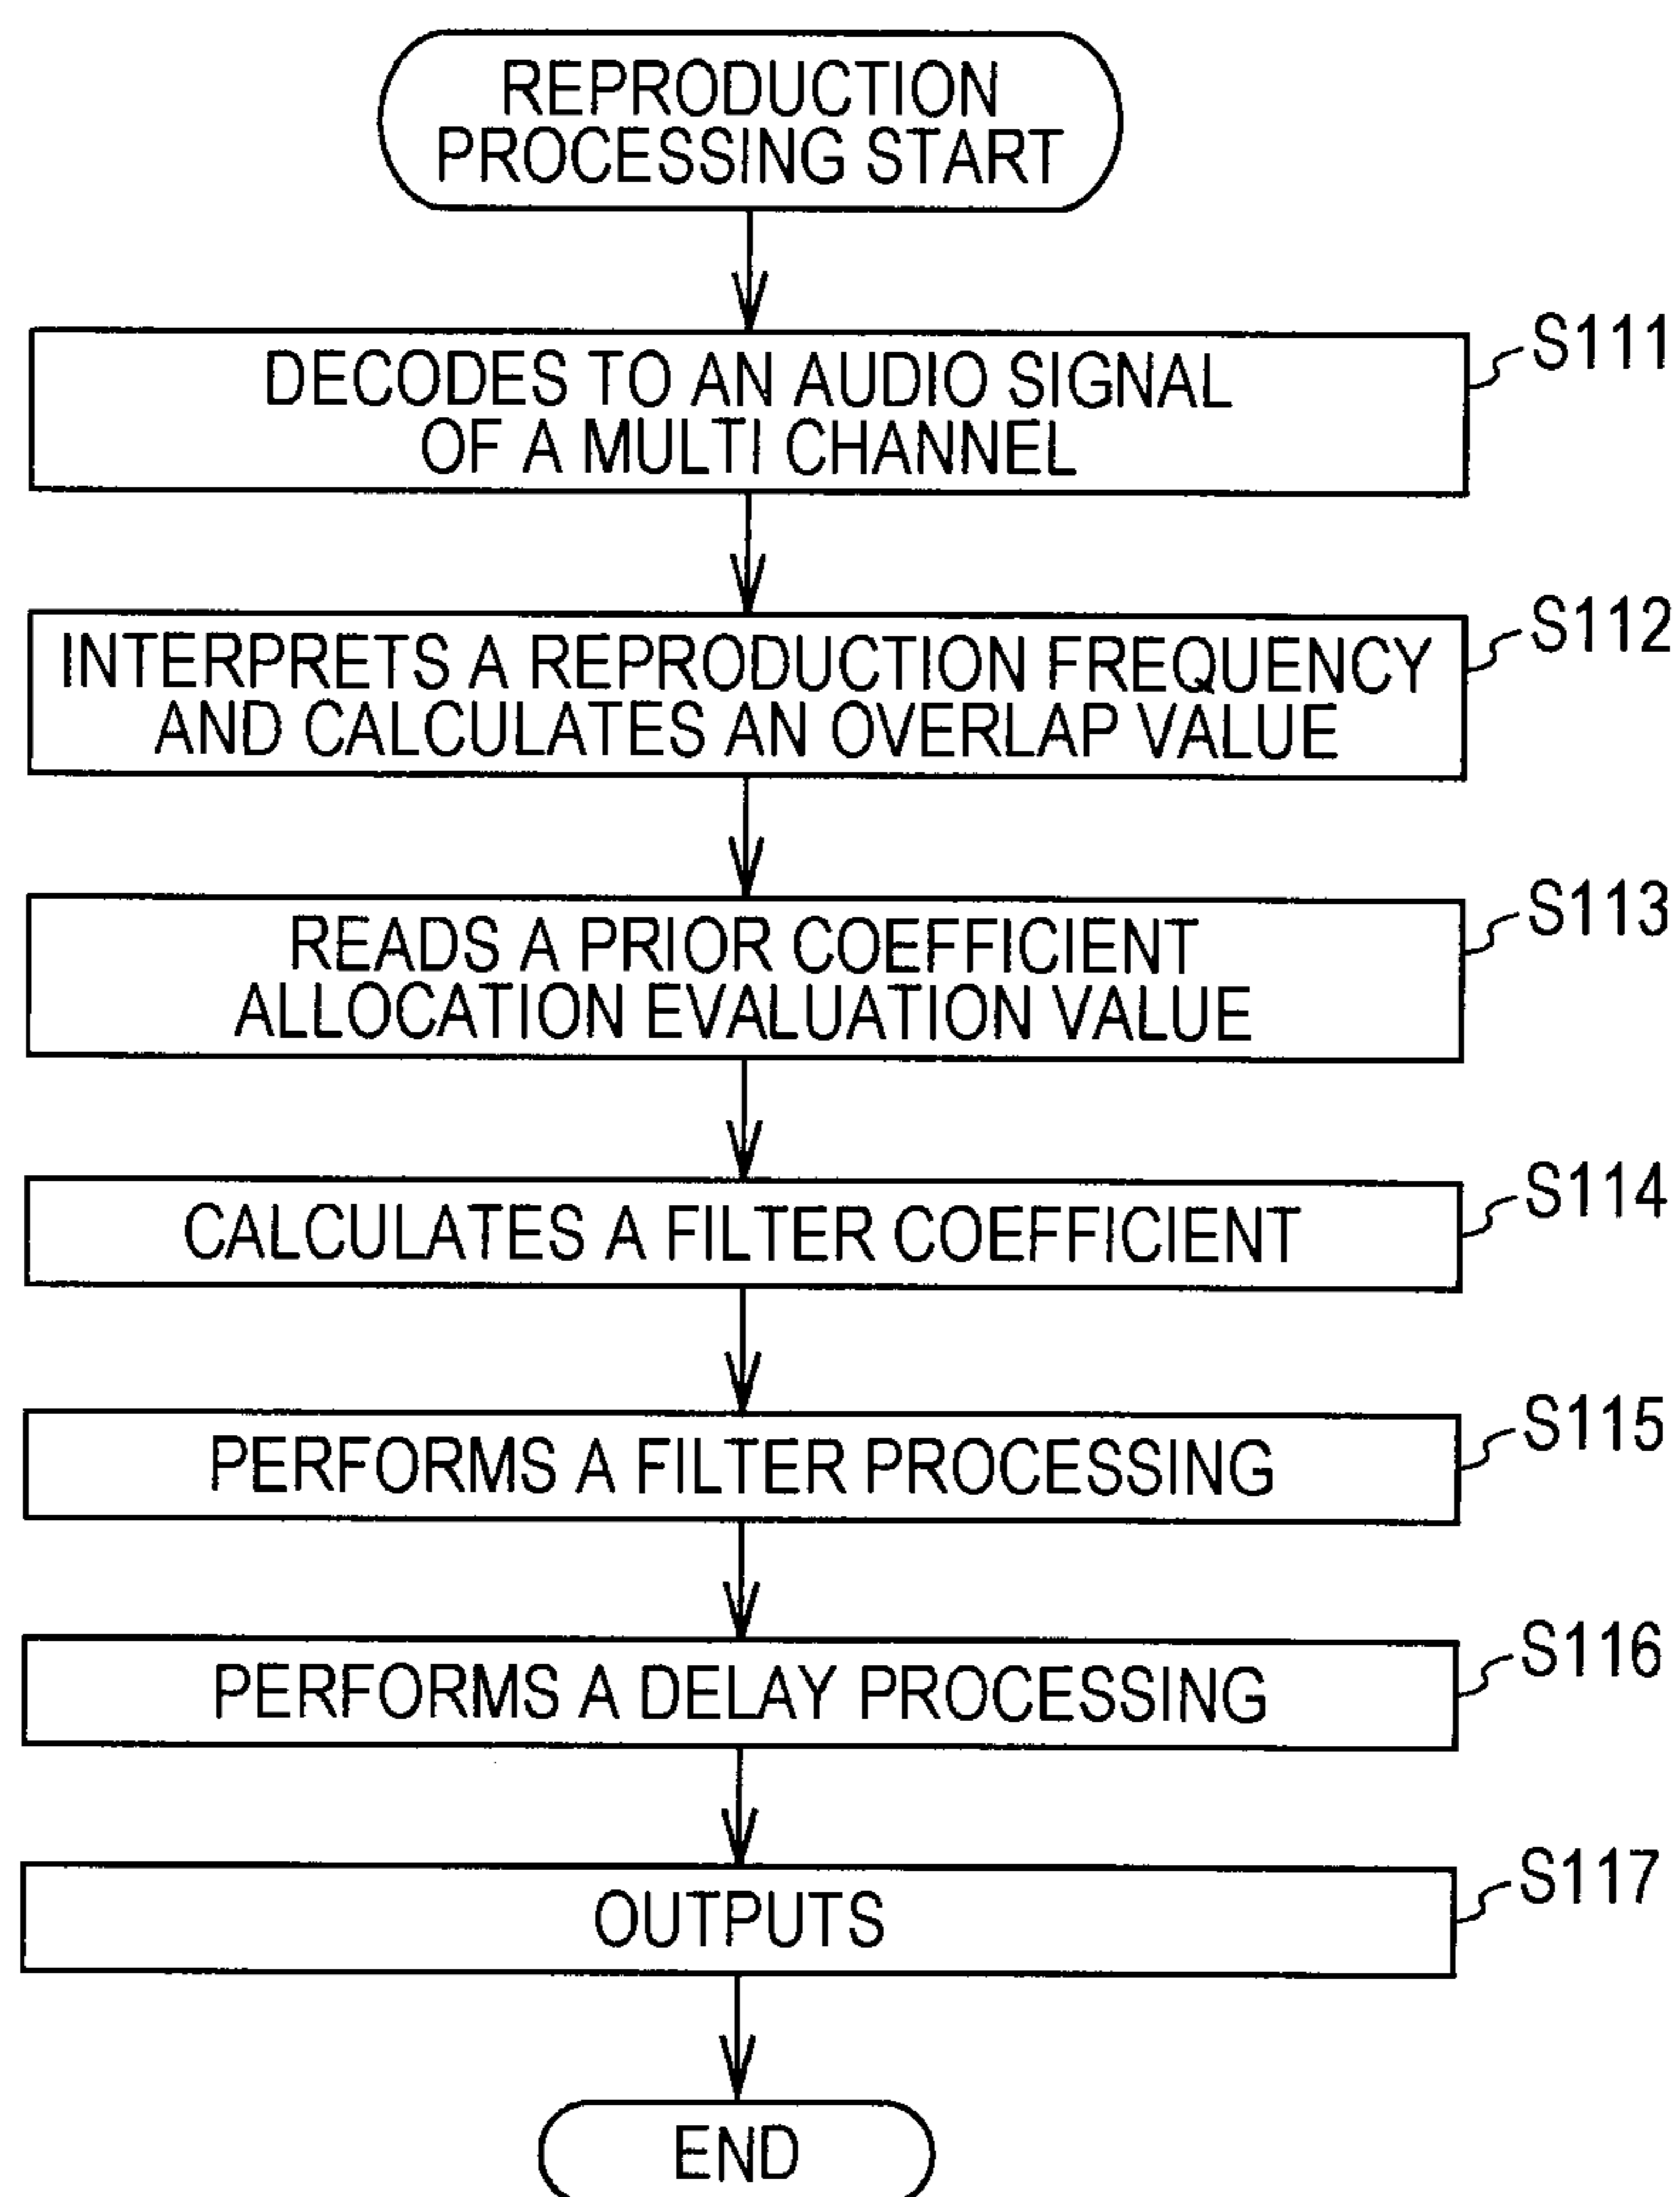 REPRODUCTION
PROCESSING START
DECODES TO AN AUDIO SIGNAL
OF A MULTI CHANNEL
S111
INTERPRETS A REPRODUCTION FREQUENCY
AND CALCULATES AN OVERLAP VALUE
S112
READS A PRIOR COEFFICIENT
ALLOCATION EVALUATION VALUE
S113
CALCULATES A FILTER COEFFICIENT
S114
PERFORMS A FILTER PROCESSING
S115
PERFORMS A DELAY PROCESSING
S116
OUTPUTS
S117
END